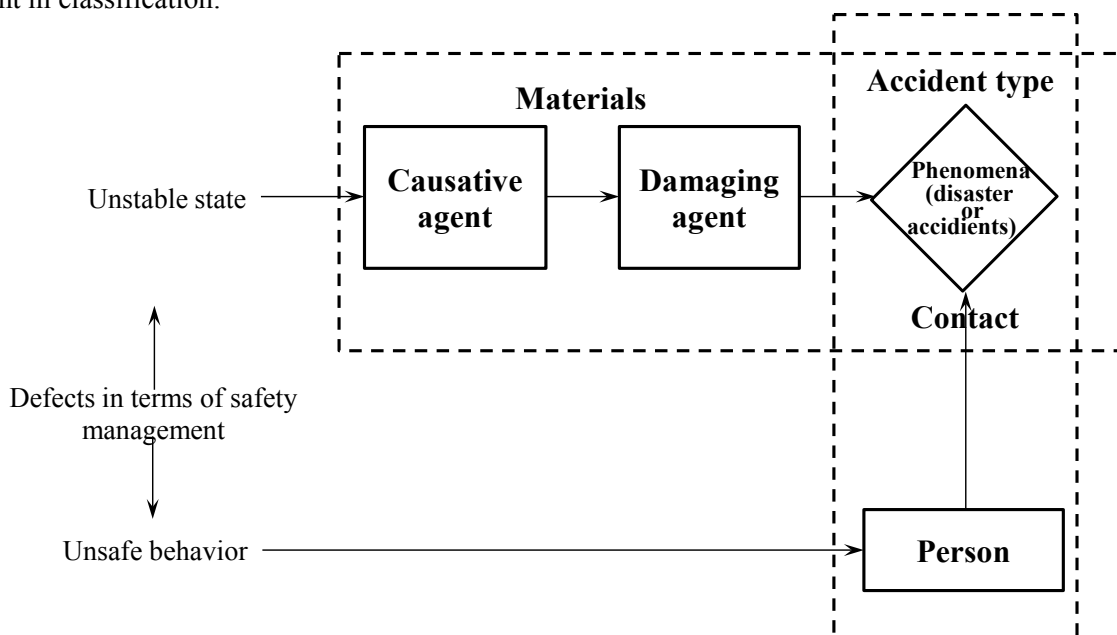 nt in classification.
Accident type
Materials
Causative
agent
Damaging
agent
Phenomena
(disaster
or
accidients)
Unstable state
Contact
Defects in terms of safety
management
Unsafe behavior
Person